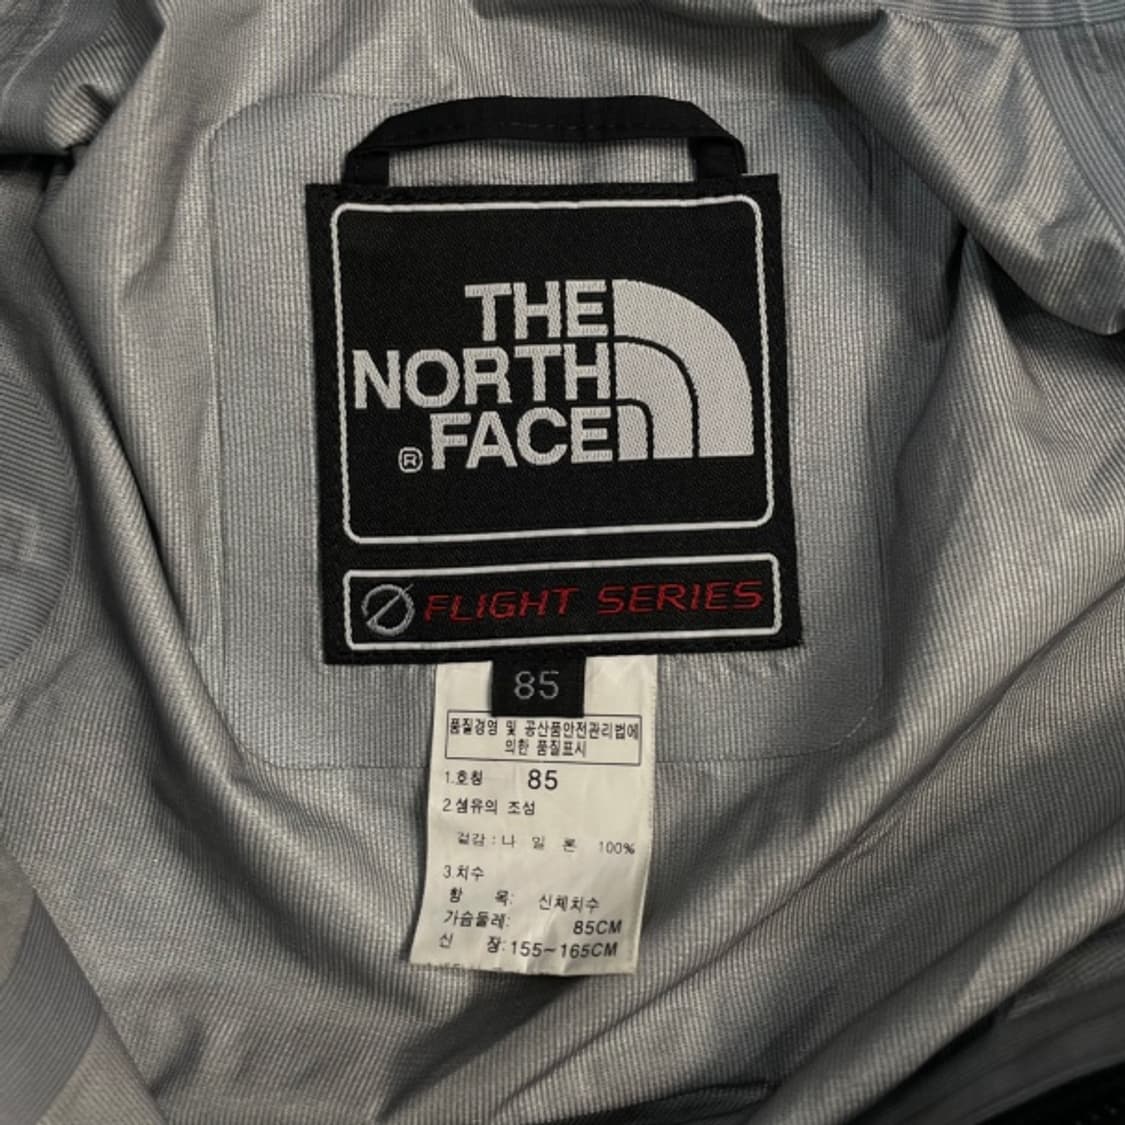 THE
NORTH
FACE
®
FLIGHT SERIES
85
품질경영 및 공산품안전관리법에
의한 품질표시
1.호칭 85
2.섬유의 조성
겉감 : 나 일 론 100%
3.치수
항 목: 신체치수
가슴둘레: 85CM
신 장: 155~165CM